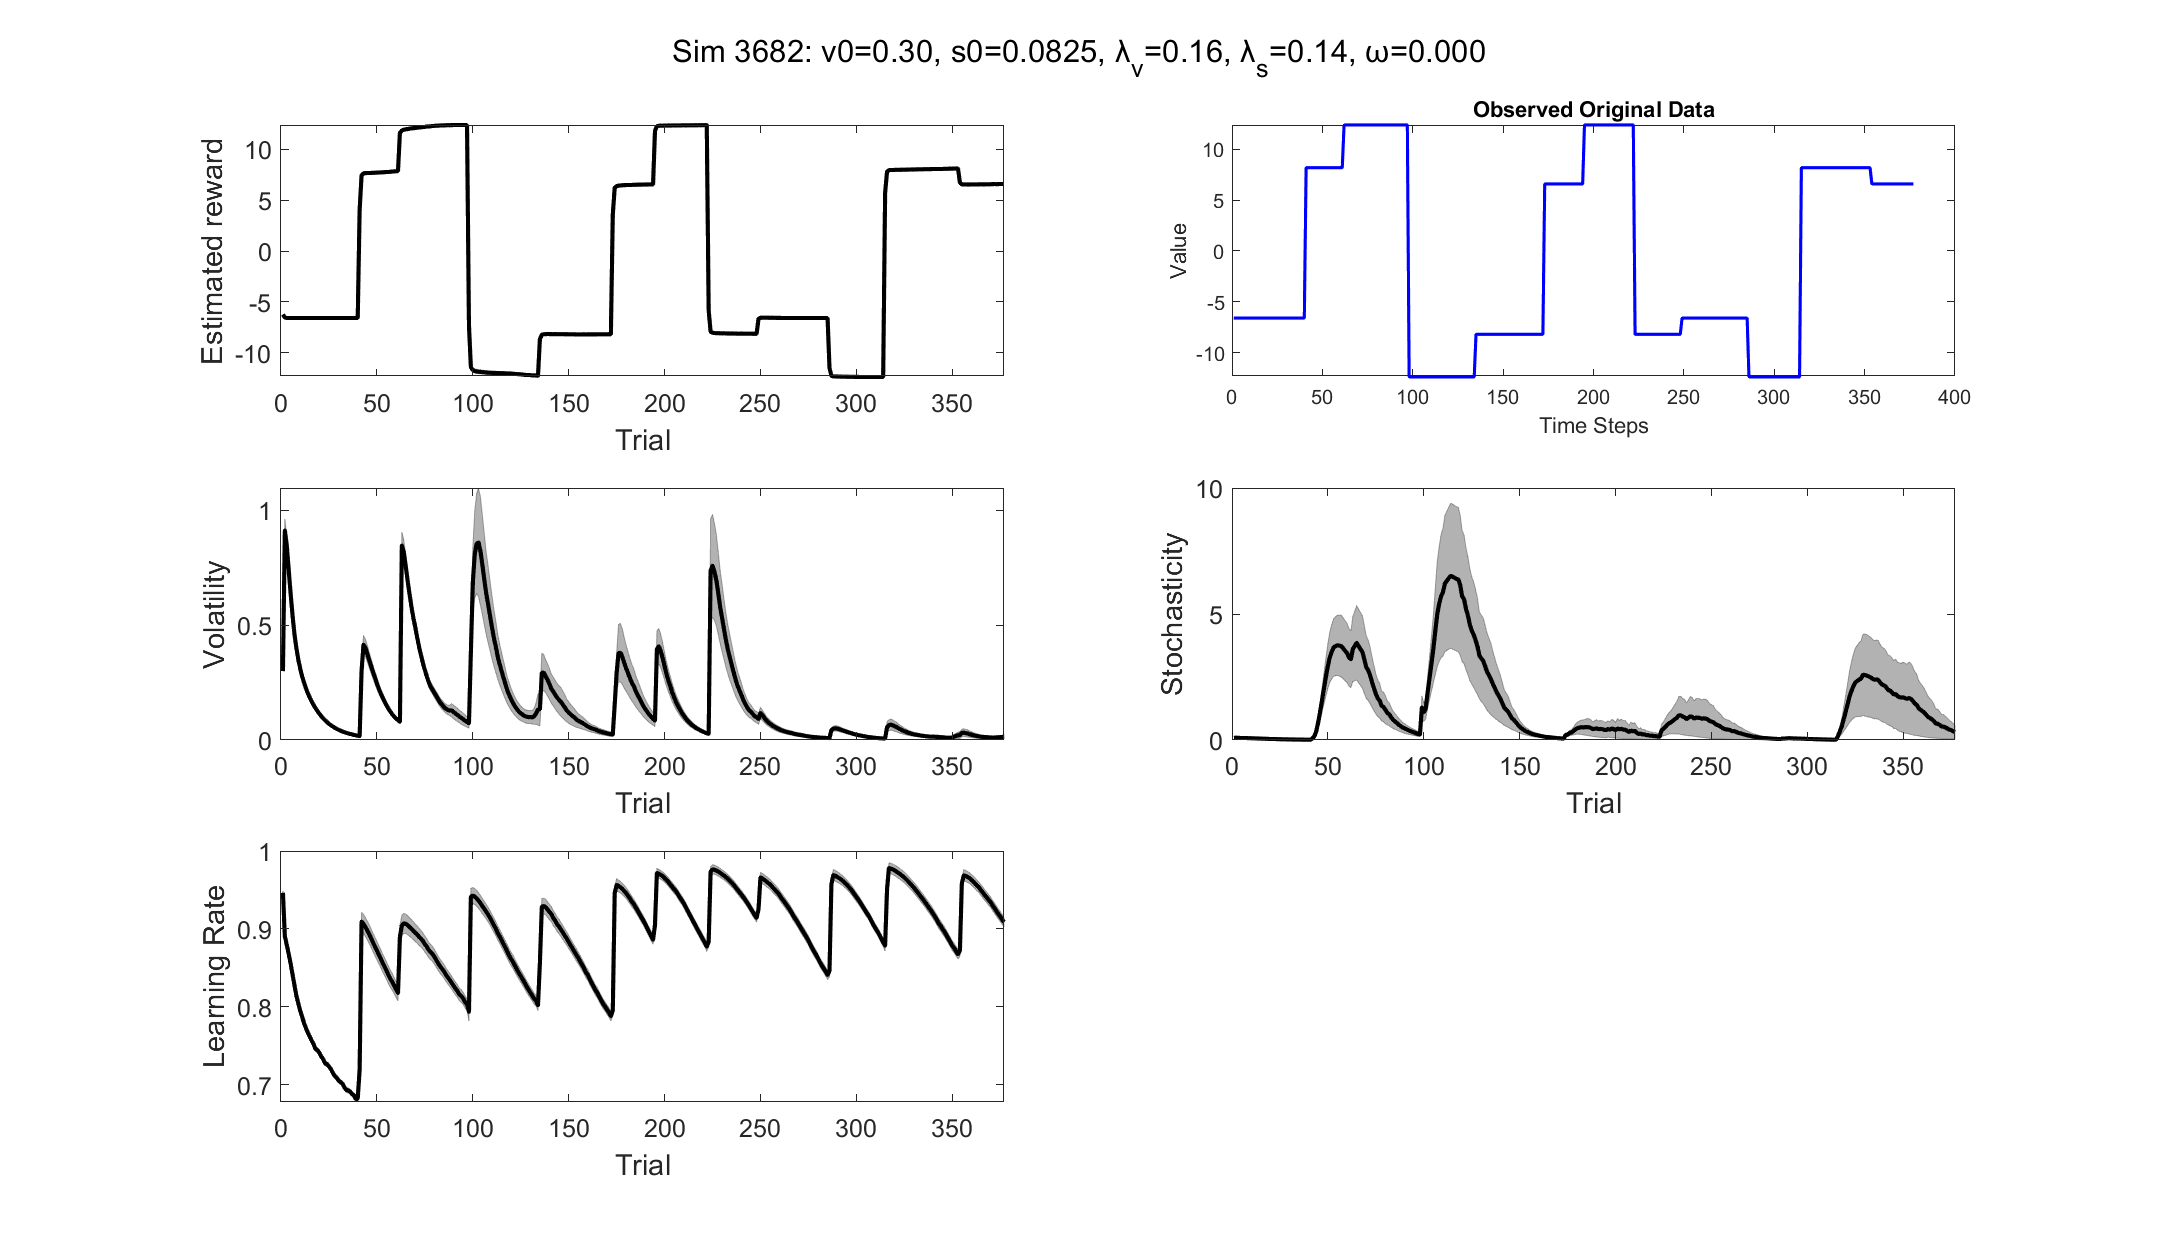 Sim 3682: v0=0.30, s0=0.0825, λ_v=0.16, λ_s=0.14, ω=0.000
Estimated reward
10
5
0
-5
-10
0 50 100 150 200 250 300 350
Trial
Observed Original Data
Value
10
5
0
-5
-10
0 50 100 150 200 250 300 350 400
Time Steps
Volatility
1
0.5
0
0 50 100 150 200 250 300 350
Trial
Stochasticity
10
5
0
0 50 100 150 200 250 300 350
Trial
Learning Rate
1
0.9
0.8
0.7
0 50 100 150 200 250 300 350
Trial